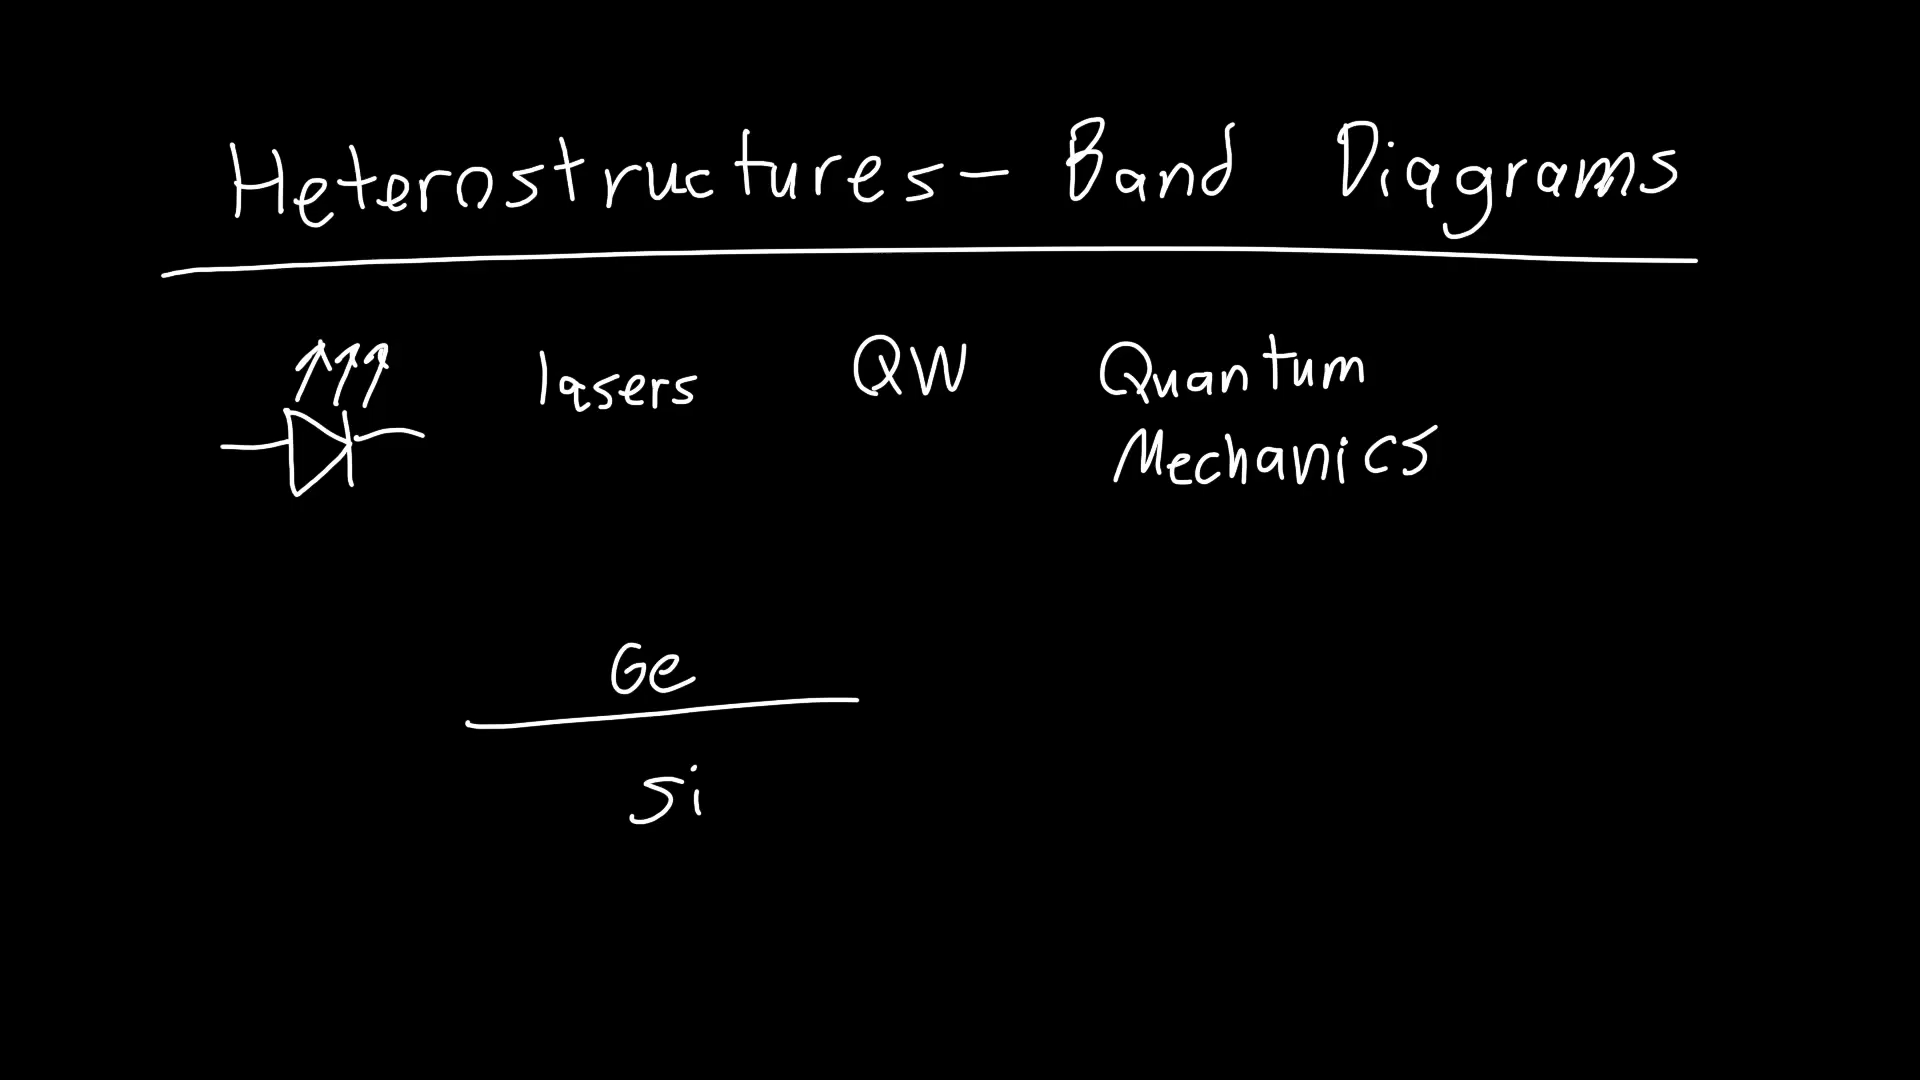 Heterostructures - Band Diagrams
lasers QW Quantum
Mechanics
Ge
Si